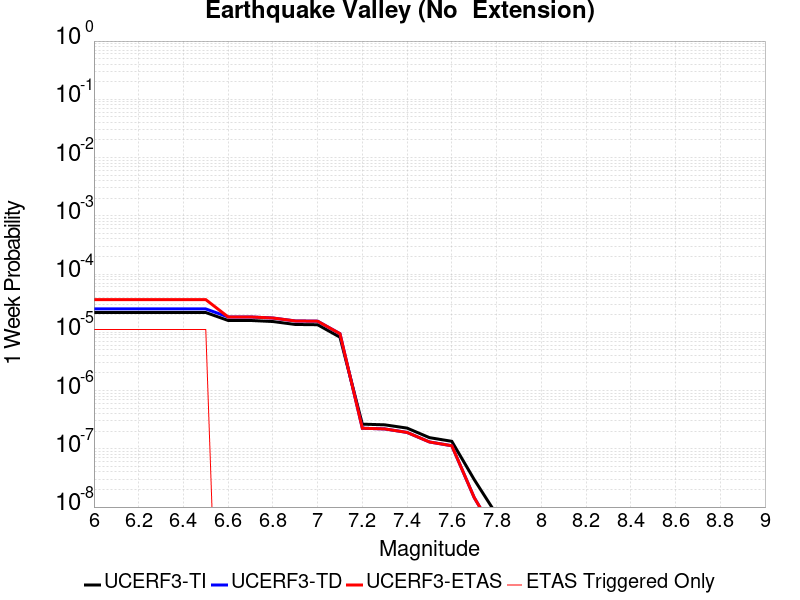 Earthquake Valley (No  Extension)
1 Week Probability
10^0
10^-1
10^-2
10^-3
10^-4
10^-5
10^-6
10^-7
10^-8
6 6.2 6.4 6.6 6.8 7 7.2 7.4 7.6 7.8 8 8.2 8.4 8.6 8.8 9
Magnitude
UCERF3-TI UCERF3-TD UCERF3-ETAS ETAS Triggered Only